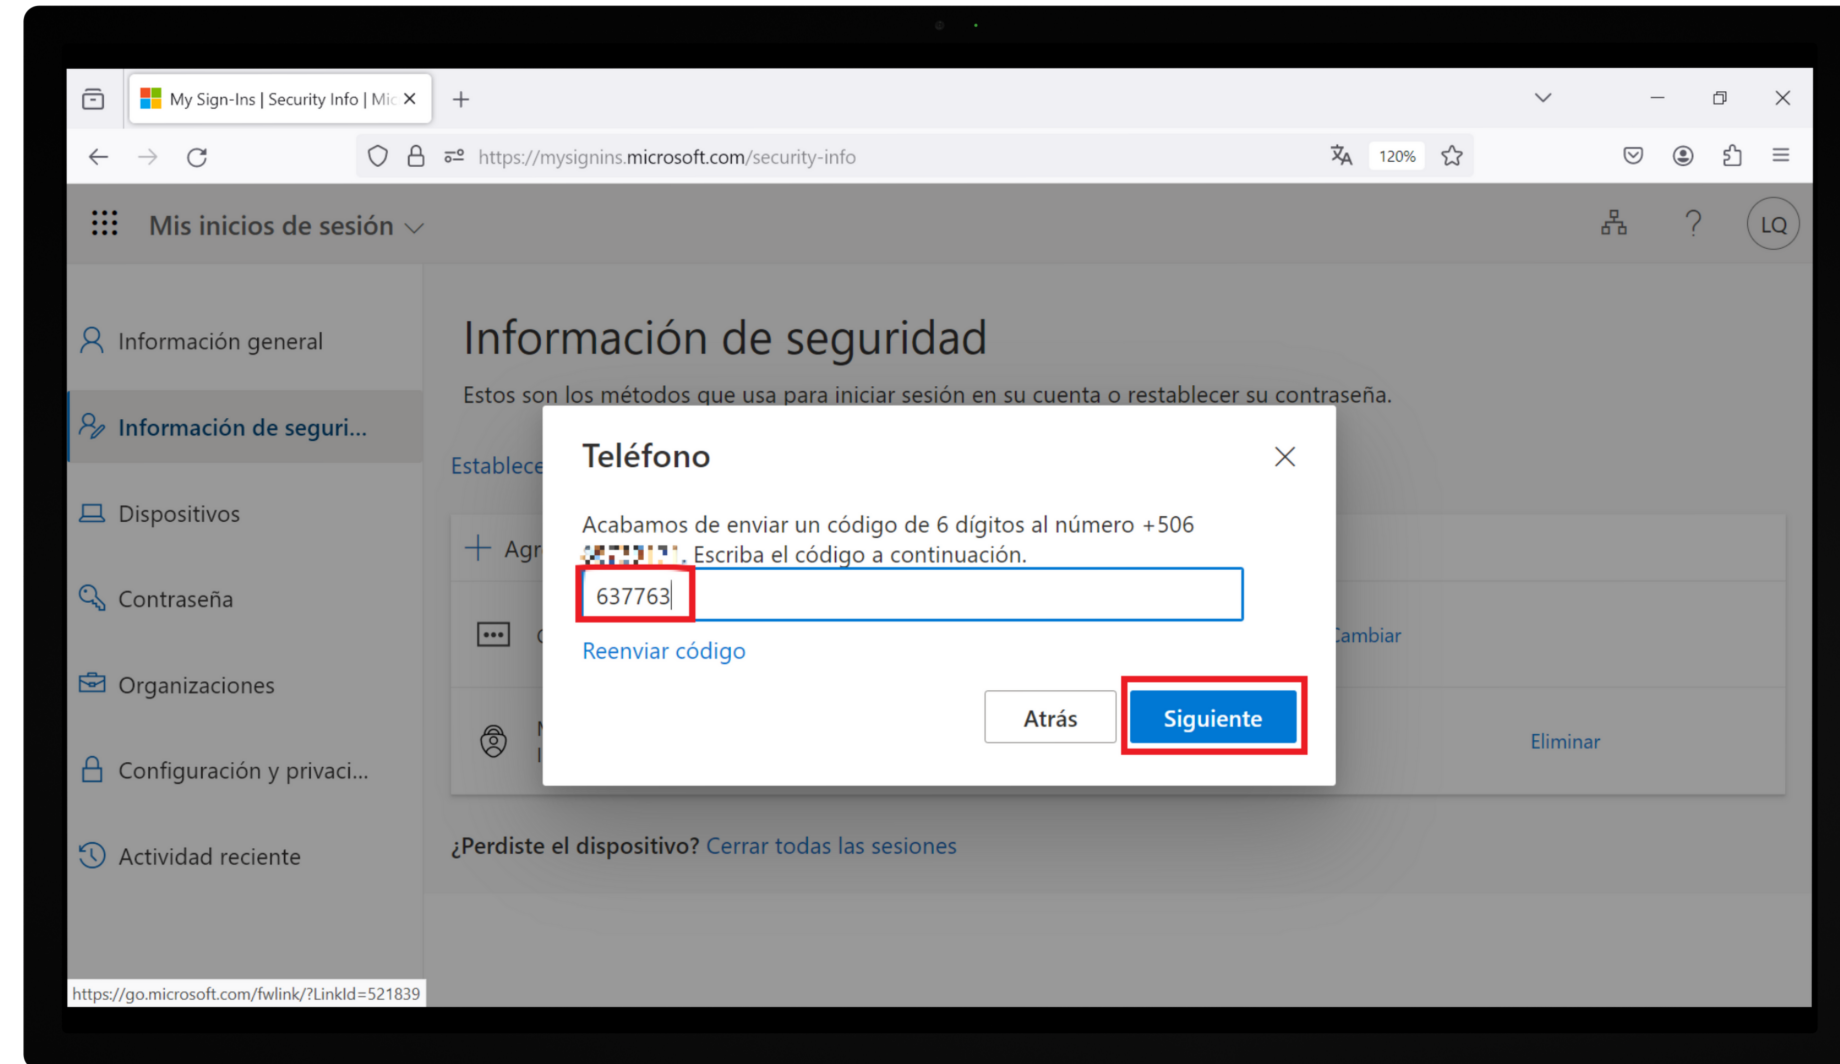 My Sign-Ins | Security Info | Mic
https://mysignins.microsoft.com/security-info
120%
Mis inicios de sesión
LQ
Información general
Información de seguri...
Dispositivos
Contraseña
Organizaciones
Configuración y privaci...
Actividad reciente
Información de seguridad
Estos son los métodos que usa para iniciar sesión en su cuenta o restablecer su contraseña.
Establece
Agr
Teléfono
Acabamos de enviar un código de 6 dígitos al número +506
. Escriba el código a continuación.
637763
Reenviar código
Atrás
Siguiente
Cambiar
Eliminar
¿Perdiste el dispositivo? Cerrar todas las sesiones
https://go.microsoft.com/fwlink/?LinkId=521839